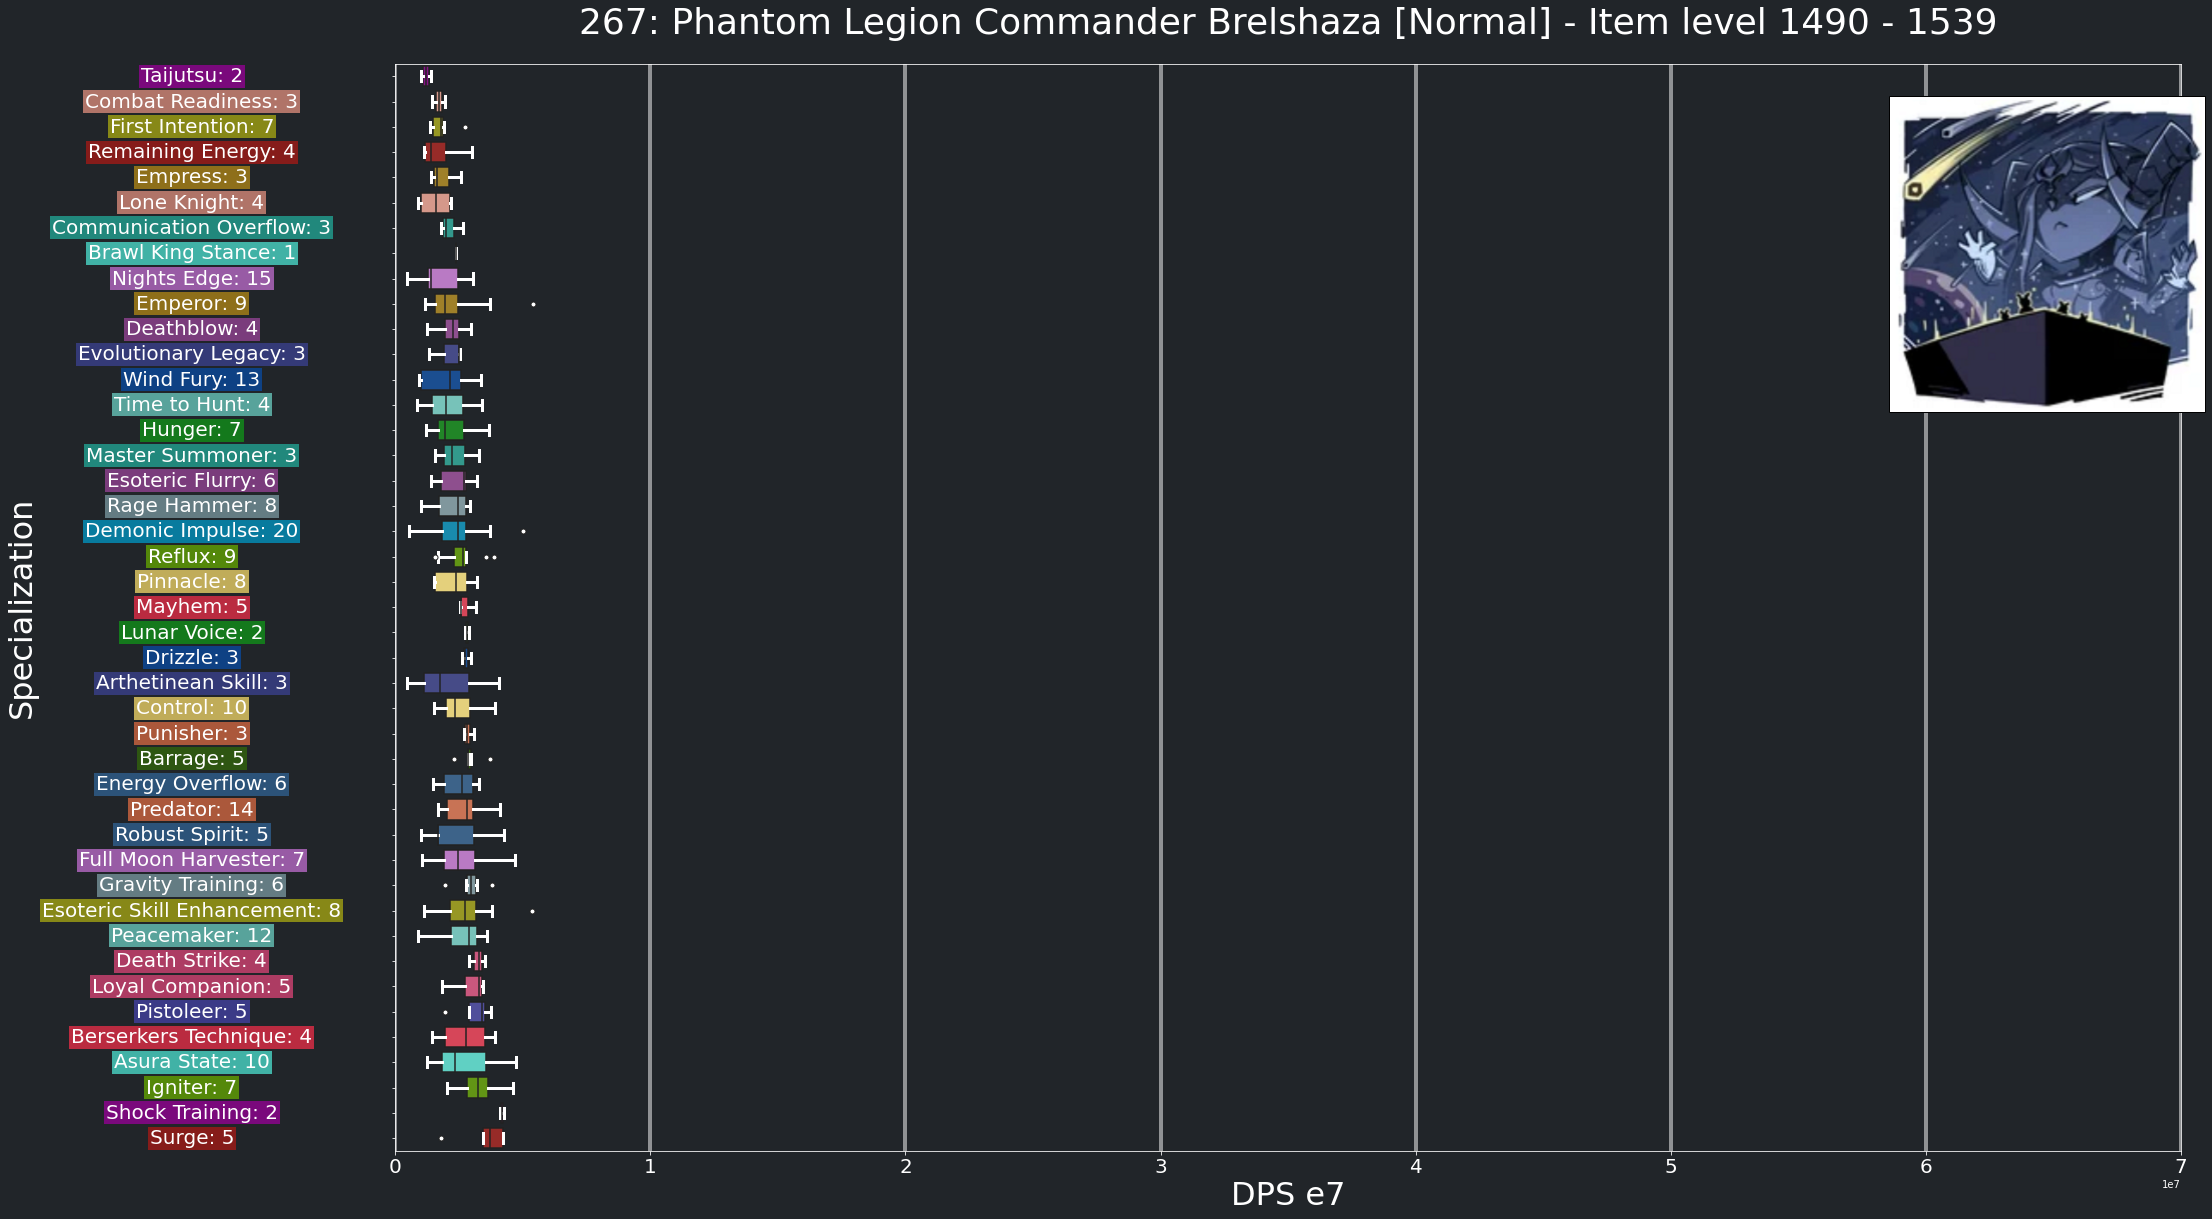 267: Phantom Legion Commander Brelshaza [Normal] - Item level 1490 - 1539
Taijutsu: 2
Combat Readiness: 3
First Intention: 7
Remaining Energy: 4
Empress: 3
Lone Knight: 4
Communication Overflow: 3
Brawl King Stance: 1
Nights Edge: 15
Emperor: 9
Deathblow: 4
Evolutionary Legacy: 3
Wind Fury: 13
Time to Hunt: 4
Hunger: 7
Master Summoner: 3
Esoteric Flurry: 6
Rage Hammer: 8
Demonic Impulse: 20
Reflux: 9
Pinnacle: 8
Mayhem: 5
Lunar Voice: 2
Drizzle: 3
Arthetinean Skill: 3
Control: 10
Punisher: 3
Barrage: 5
Energy Overflow: 6
Predator: 14
Robust Spirit: 5
Full Moon Harvester: 7
Gravity Training: 6
Esoteric Skill Enhancement: 8
Peacemaker: 12
Death Strike: 4
Loyal Companion: 5
Pistoleer: 5
Berserkers Technique: 4
Asura State: 10
Igniter: 7
Shock Training: 2
Surge: 5
Specialization
0 1 2 3 4 5 6 7
1e7
DPS e7